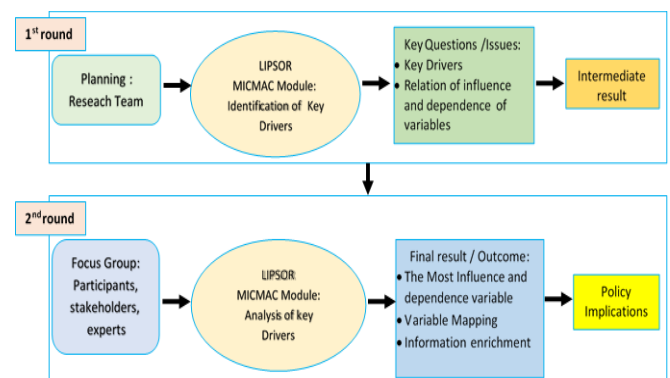 1st round
Planning :
Reseach Team
LIPSOR
MICMAC Module:
Identification of Key
Drivers
Key Questions /Issues:
• Key Drivers
• Relation of influence
and dependence of
variables
Intermediate
result
2nd round
Focus Group:
Participants,
stakeholders,
experts
LIPSOR
MICMAC Module:
Analysis of key
Drivers
Final result / Outcome:
• The Most Influence and
dependence variable
• Variable Mapping
• Information enrichment
Policy
Implications